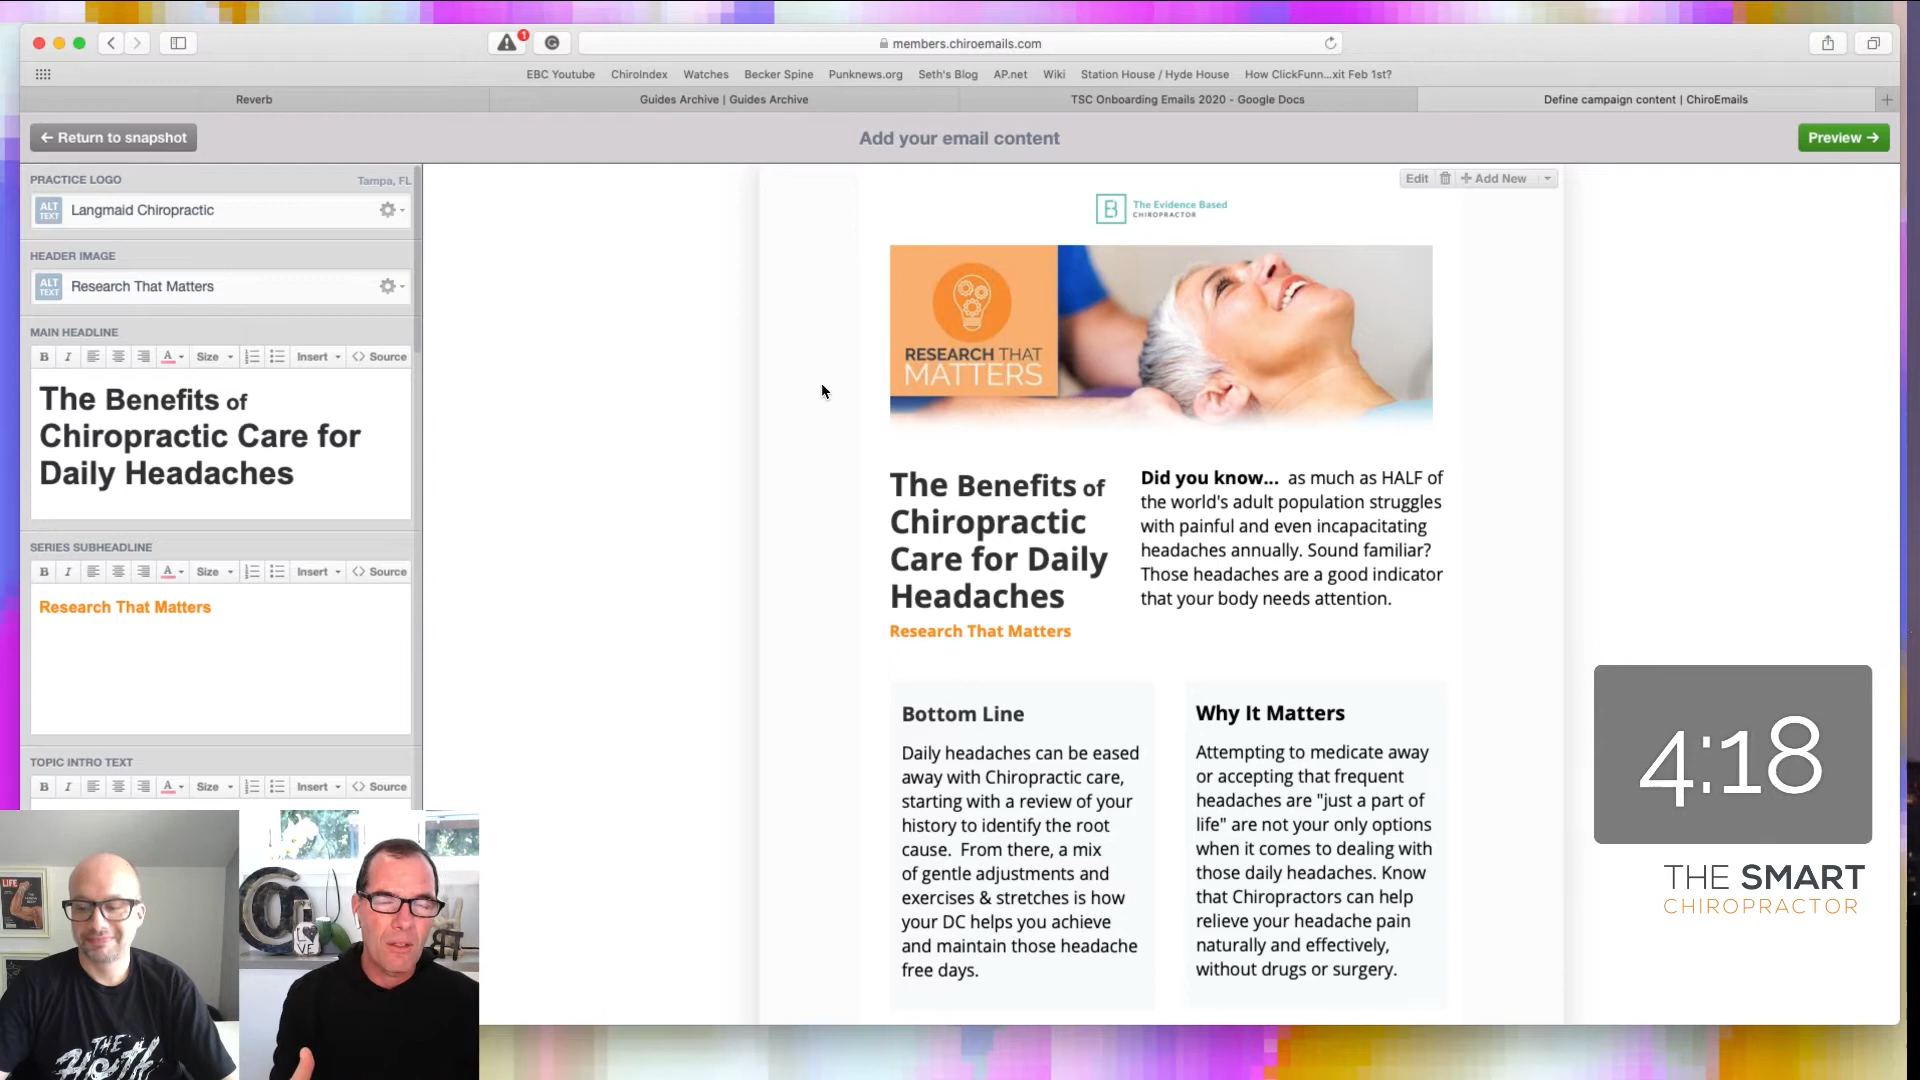 1
members.chiroemails.com
EBC Youtube ChiroIndex Watches Becker Spine Punknews.org Seth's Blog AP.net Wiki Station House / Hyde House How ClickFunn...xit Feb 1st?
Reverb Guides Archive | Guides Archive TSC Onboarding Emails 2020 - Google Docs Define campaign content | ChiroEmails
← Return to snapshot
Add your email content
Preview →
PRACTICE LOGO Tampa, FL
ALT TEXT Langmaid Chiropractic
HEADER IMAGE
ALT TEXT Research That Matters
MAIN HEADLINE
B I A Size Insert <> Source
The Benefits of
Chiropractic Care for
Daily Headaches
SERIES SUBHEADLINE
B I A Size Insert <> Source
Research That Matters
TOPIC INTRO TEXT
B I A Size Insert <> Source
Edit + Add New
B The Evidence Based
CHIROPRACTOR
RESEARCH THAT
MATTERS
The Benefits of
Chiropractic
Care for Daily
Headaches
Research That Matters
Did you know... as much as HALF of
the world's adult population struggles
with painful and even incapacitating
headaches annually. Sound familiar?
Those headaches are a good indicator
that your body needs attention.
Bottom Line
Daily headaches can be eased
away with Chiropractic care,
starting with a review of your
history to identify the root
cause. From there, a mix
of gentle adjustments and
exercises & stretches is how
your DC helps you achieve
and maintain those headache
free days.
Why It Matters
Attempting to medicate away
or accepting that frequent
headaches are "just a part of
life" are not your only options
when it comes to dealing with
those daily headaches. Know
that Chiropractors can help
relieve your headache pain
naturally and effectively,
without drugs or surgery.
4:18
THE SMART
CHIROPRACTOR
LIFE
LOVE
THE